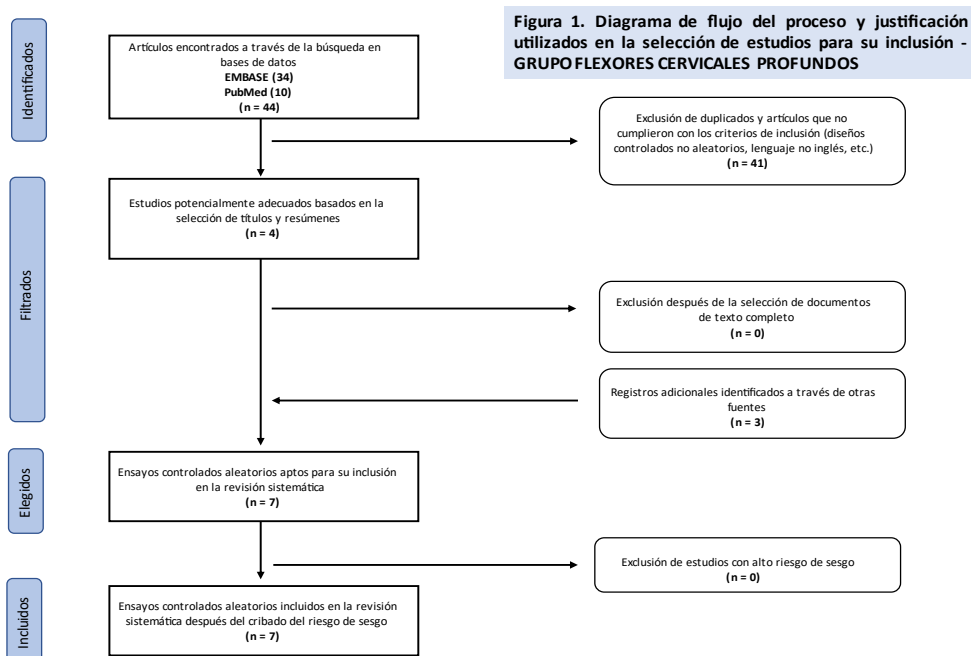 Figura 1. Diagrama de flujo del proceso y justificación
utilizados en la selección de estudios para su inclusión -
GRUPO FLEXORES CERVICALES PROFUNDOS
Identificados
Artículos encontrados a través de la búsqueda en
bases de datos
EMBASE (34)
PubMed (10)
(n = 44)
Exclusión de duplicados y artículos que no
cumplieron con los criterios de inclusión (diseños
controlados no aleatorios, lenguaje no inglés, etc.)
(n = 41)
Filtrados
Estudios potencialmente adecuados basados en la
selección de títulos y resúmenes
(n = 4)
Exclusión después de la selección de documentos
de texto completo
(n = 0)
Registros adicionales identificados a través de otras
fuentes
(n = 3)
Elegidos
Ensayos controlados aleatorios aptos para su inclusión
en la revisión sistemática
(n = 7)
Exclusión de estudios con alto riesgo de sesgo
(n = 0)
Incluidos
Ensayos controlados aleatorios incluidos en la revisión
sistemática después del cribado del riesgo de sesgo
(n = 7)